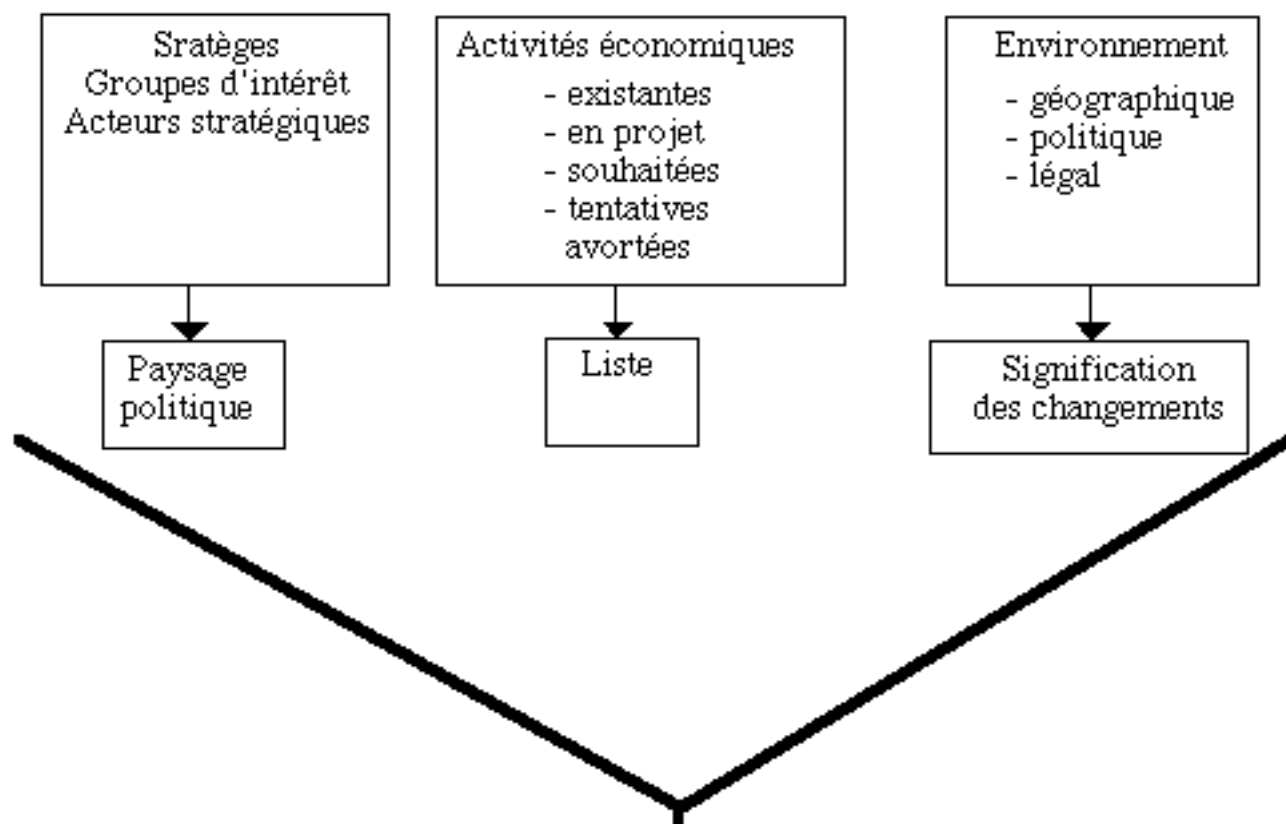 Sratèges
Groupes d'intérêt
Acteurs stratégiques
Activités économiques
- existantes
- en projet
- souhaitées
- tentatives
avortées
Environnement
- géographique
- politique
- légal
Paysage
politique
Liste
Signification
des changements